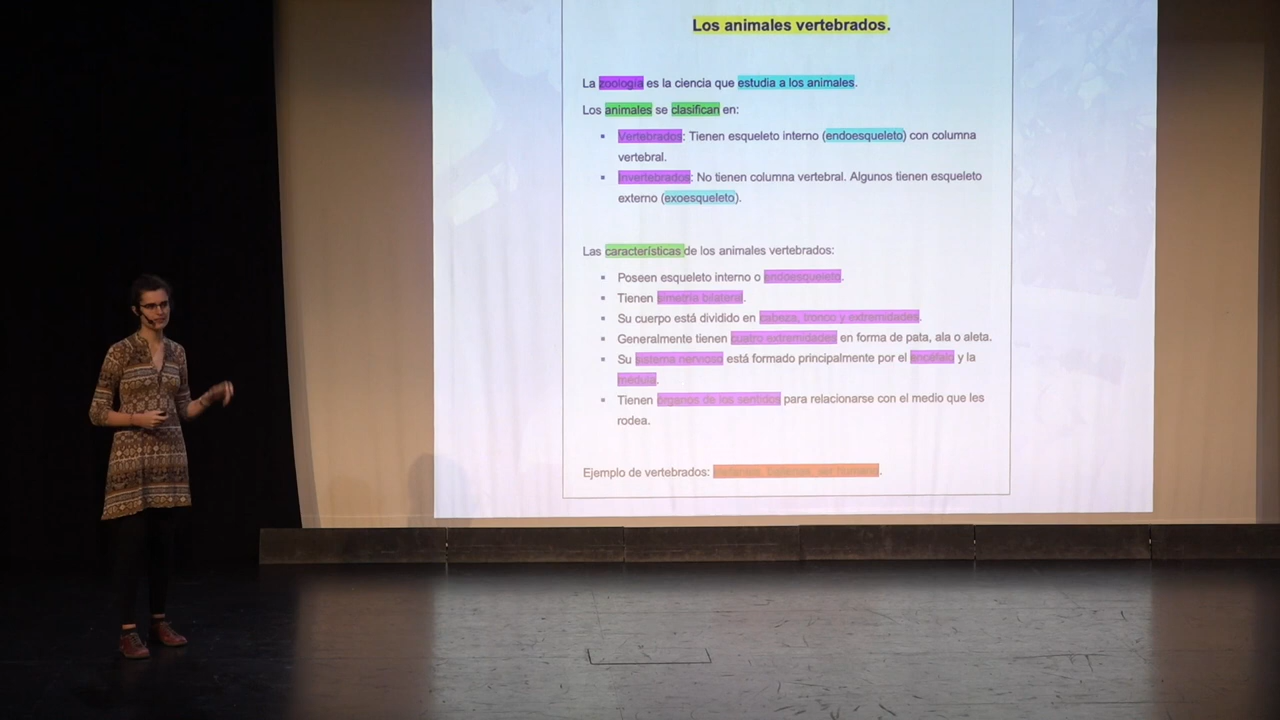 Los animales vertebrados.
La zoología es la ciencia que estudia a los animales.
Los animales se clasifican en:
▪ Vertebrados: Tienen esqueleto interno (endoesqueleto) con columna
vertebral.
▪ Invertebrados: No tienen columna vertebral. Algunos tienen esqueleto
externo (exoesqueleto).
Las características de los animales vertebrados:
▪ Poseen esqueleto interno o endoesqueleto.
▪ Tienen simetría bilateral.
▪ Su cuerpo está dividido en cabeza, tronco y extremidades.
▪ Generalmente tienen cuatro extremidades en forma de pata, ala o aleta.
▪ Su sistema nervioso está formado principalmente por el encéfalo y la
médula.
▪ Tienen órganos de los sentidos para relacionarse con el medio que les
rodea.
Ejemplo de vertebrados: ser humano.